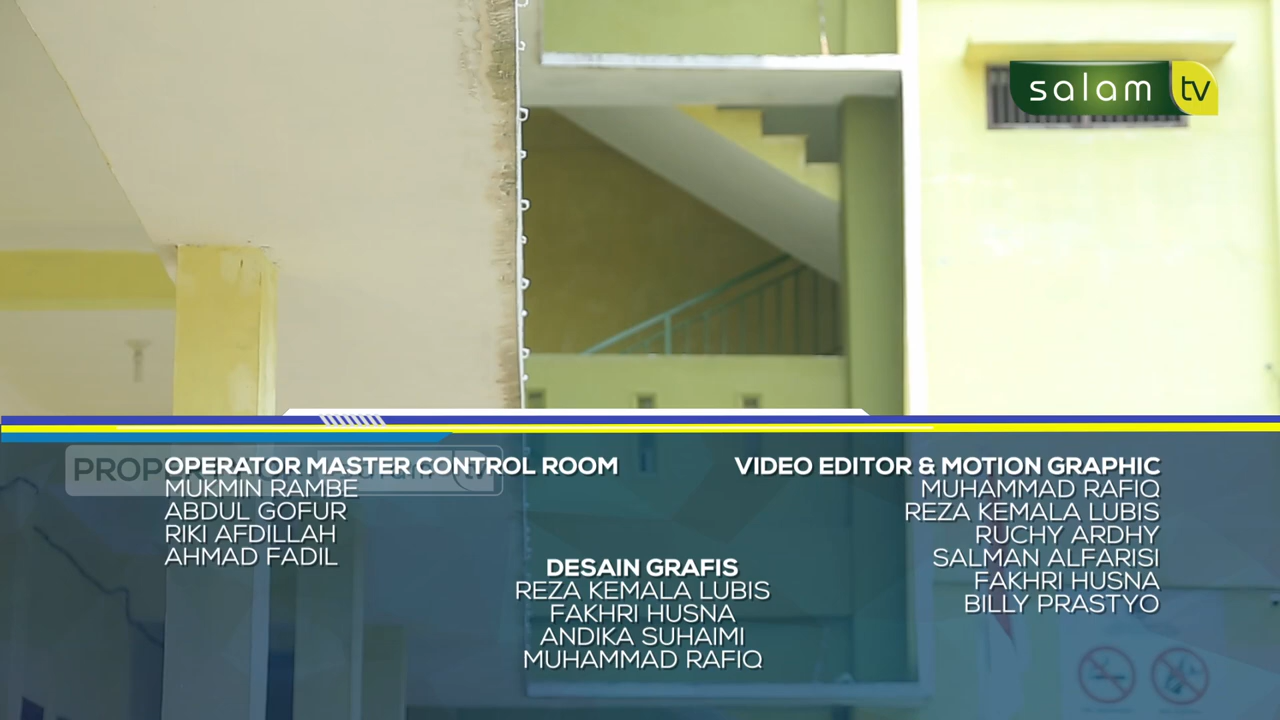 salam tv
PROP
OPERATOR MASTER CONTROL ROOM
MUKMIN RAMBE
ABDUL GOFUR
RIKI AFDILLAH
AHMAD FADIL
DESAIN GRAFIS
REZA KEMALA LUBIS
FAKHRI HUSNA
ANDIKA SUHAIMI
MUHAMMAD RAFIQ
VIDEO EDITOR & MOTION GRAPHIC
MUHAMMAD RAFIQ
REZA KEMALA LUBIS
RUCHY ARDHY
SALMAN ALFARISI
FAKHRI HUSNA
BILLY PRASTYO